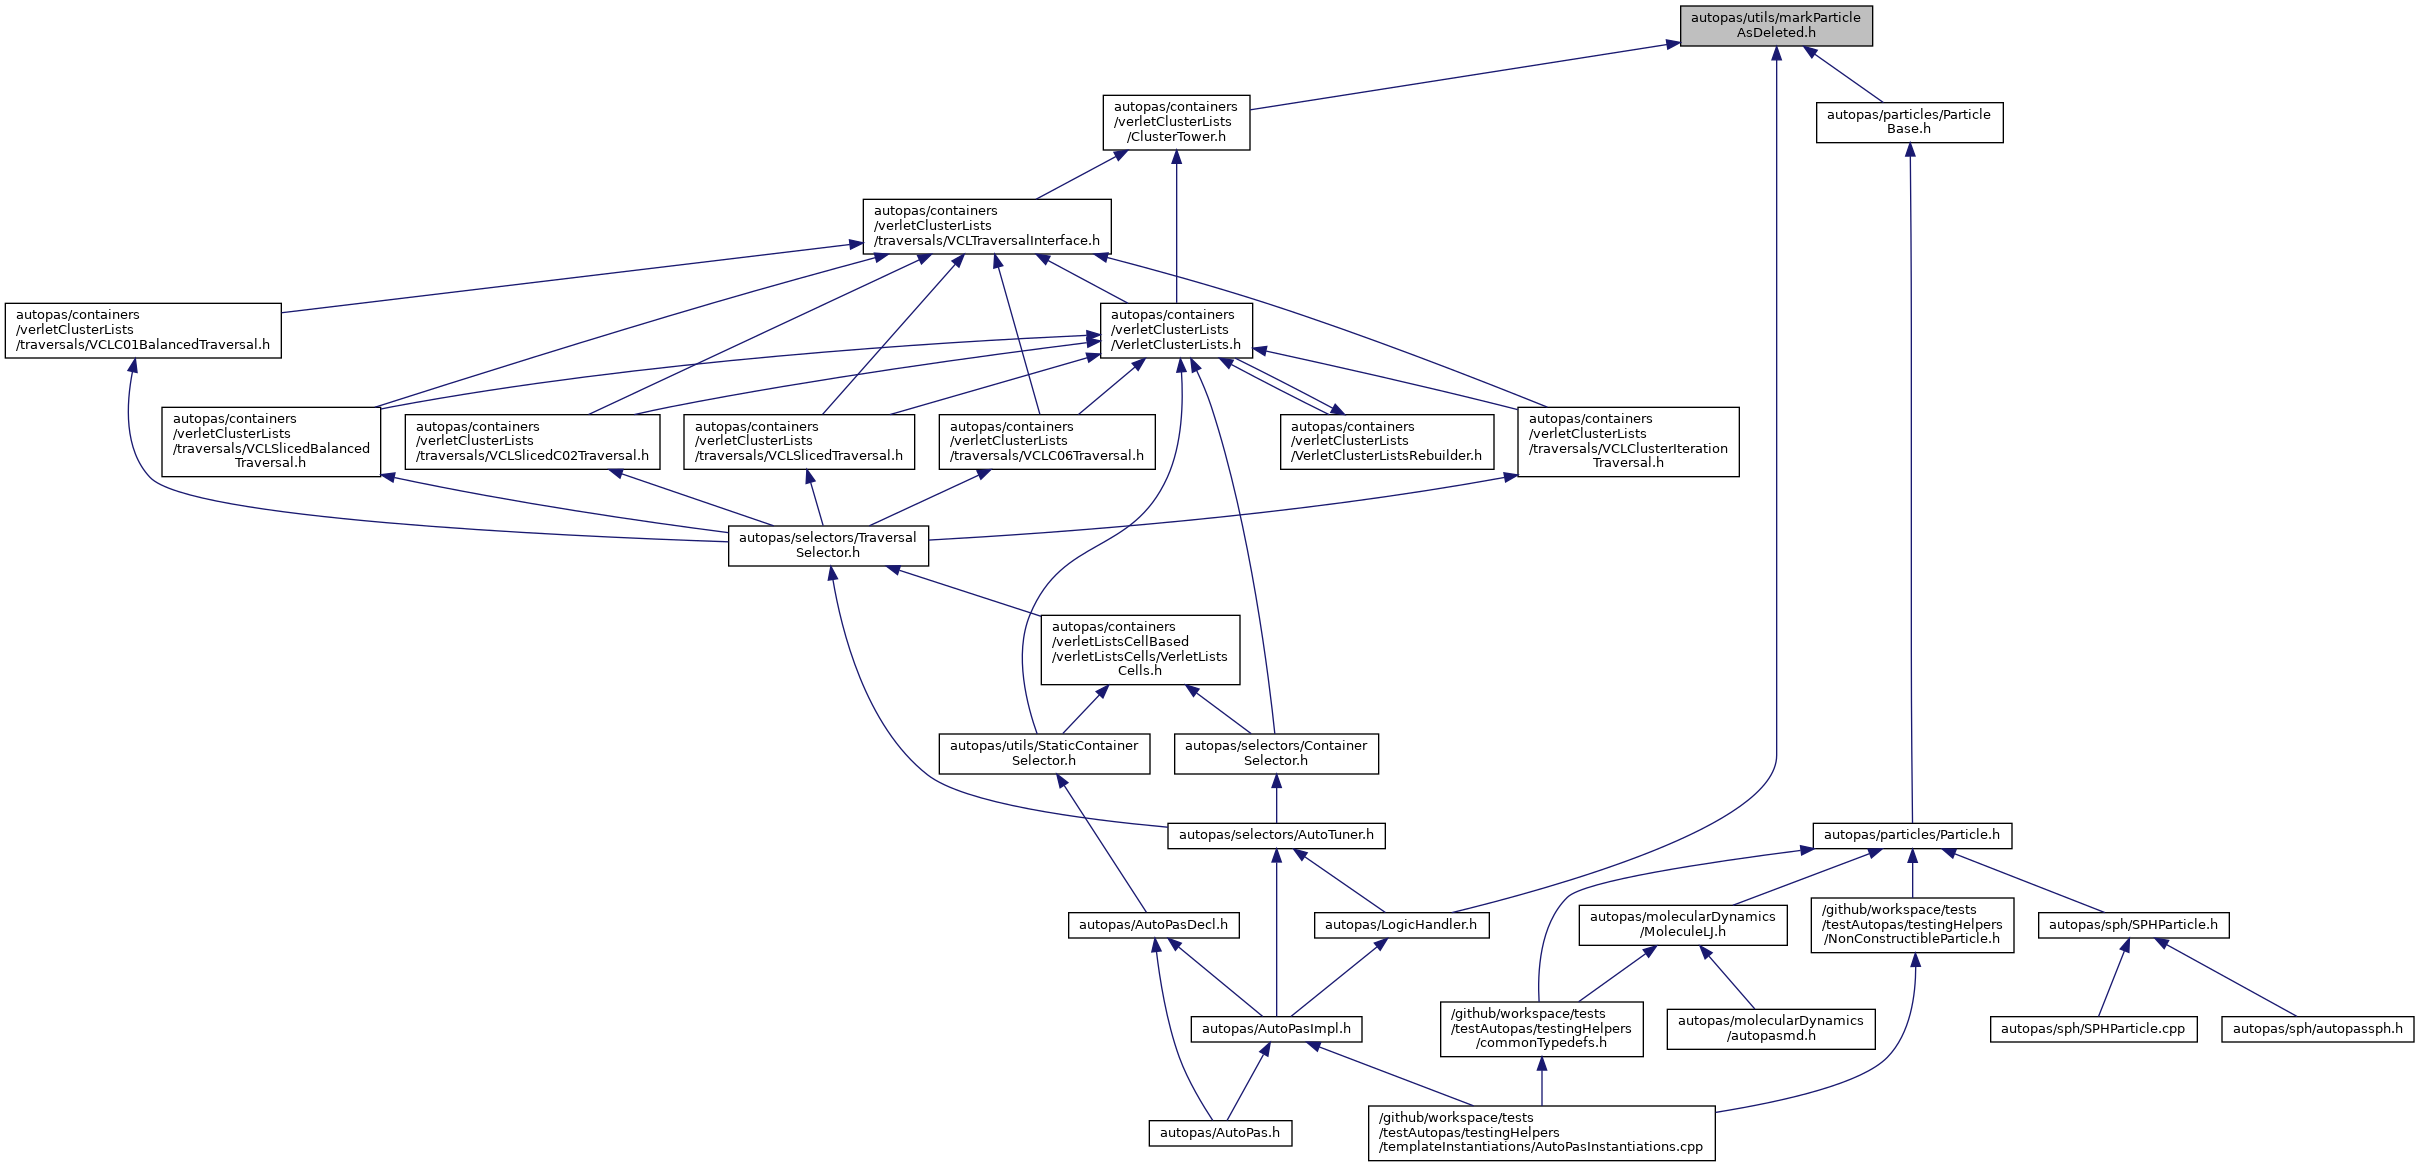 autopas/utils/markParticle
AsDeleted.h
autopas/containers
/verletClusterLists
/ClusterTower.h
autopas/particles/Particle
Base.h
autopas/containers
/verletClusterLists
/traversals/VCLTraversalInterface.h
autopas/containers
/verletClusterLists
/traversals/VCLC01BalancedTraversal.h
autopas/containers
/verletClusterLists
/VerletClusterLists.h
autopas/containers
/verletClusterLists
/traversals/VCLSlicedBalanced
Traversal.h
autopas/containers
/verletClusterLists
/traversals/VCLSlicedC02Traversal.h
autopas/containers
/verletClusterLists
/traversals/VCLSlicedTraversal.h
autopas/containers
/verletClusterLists
/traversals/VCLC06Traversal.h
autopas/containers
/verletClusterLists
/VerletClusterListsRebuilder.h
autopas/containers
/verletClusterLists
/traversals/VCLClusterIteration
Traversal.h
autopas/selectors/Traversal
Selector.h
autopas/containers
/verletListsCellBased
/verletListsCells/VerletLists
Cells.h
autopas/utils/StaticContainer
Selector.h
autopas/selectors/Container
Selector.h
autopas/selectors/AutoTuner.h
autopas/particles/Particle.h
autopas/AutoPasDecl.h
autopas/LogicHandler.h
autopas/molecularDynamics
/MoleculeLJ.h
/github/workspace/tests
/testAutopas/testingHelpers
/NonConstructibleParticle.h
autopas/sph/SPHParticle.h
autopas/AutoPasImpl.h
/github/workspace/tests
/testAutopas/testingHelpers
/commonTypedefs.h
autopas/molecularDynamics
/autopasmd.h
autopas/sph/SPHParticle.cpp
autopas/sph/autopassph.h
autopas/AutoPas.h
/github/workspace/tests
/testAutopas/testingHelpers
/templateInstantiations/AutoPasInstantiations.cpp